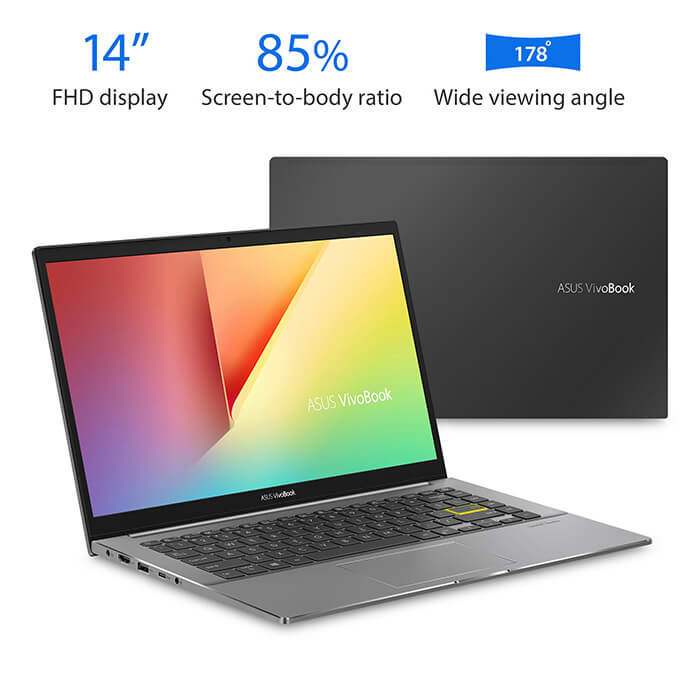 14”
85%
178°
FHD display
Screen-to-body ratio
Wide viewing angle
ASUS VivoBook
ASUS VivoBook
ASUS VivoBook